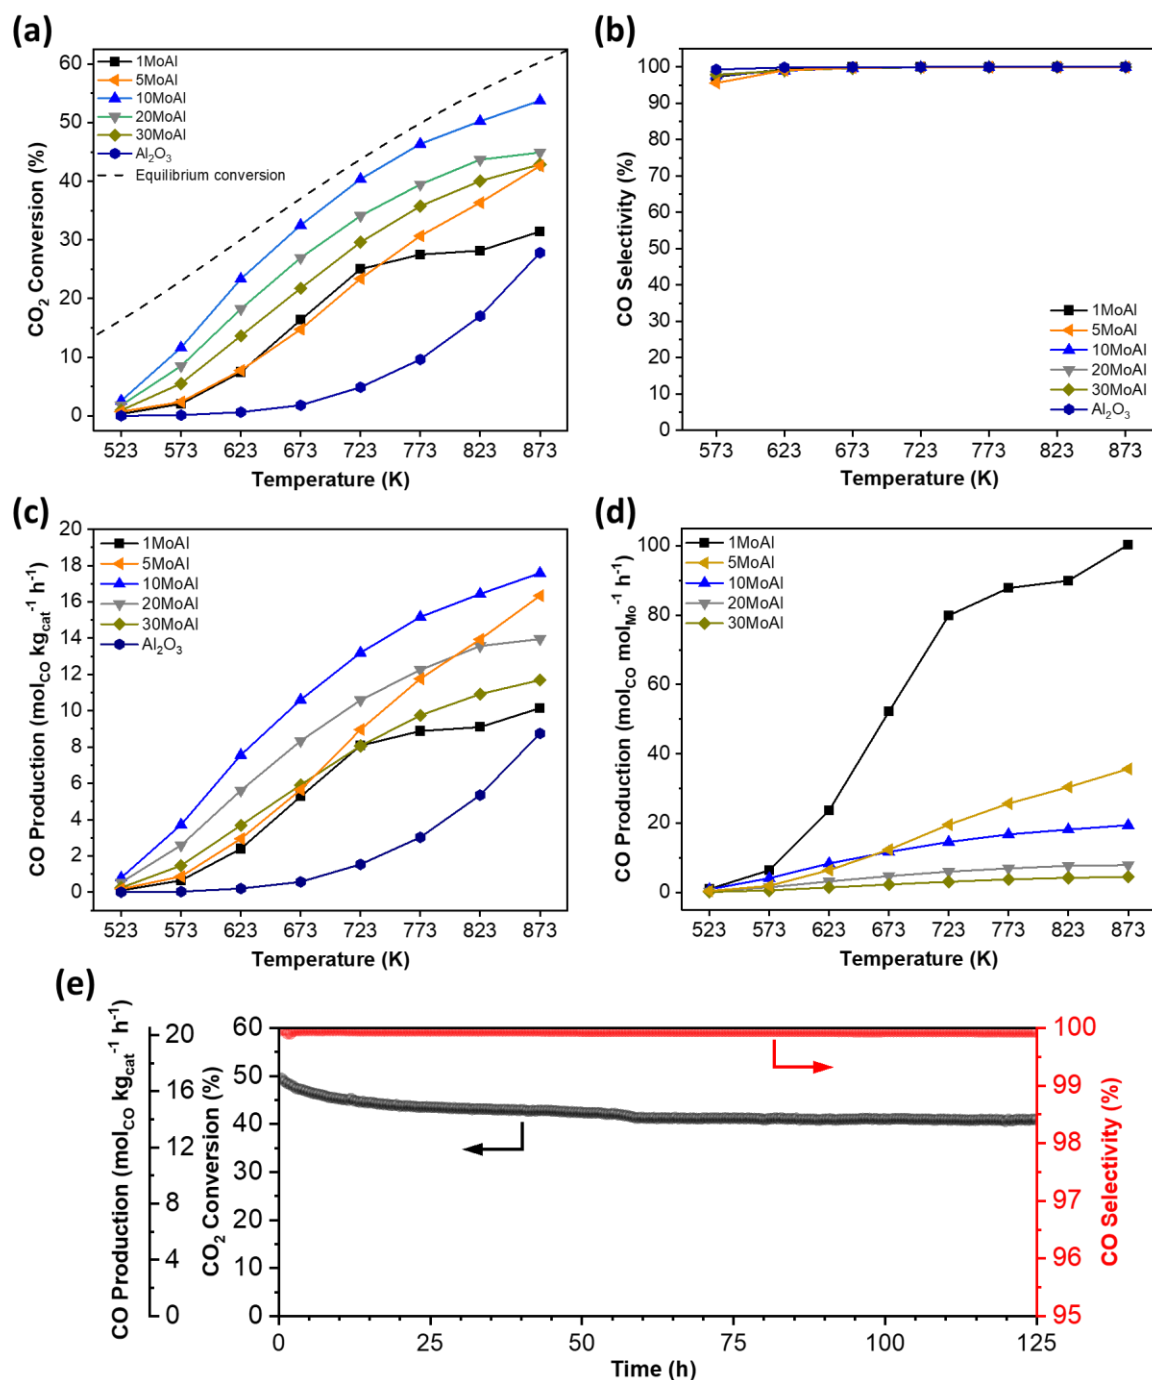 (a)
CO2 Conversion (%)
60
50
40
30
20
10
0
1MoAl
5MoAl
10MoAl
20MoAl
30MoAl
Al2O3
Equilibrium conversion
523 573 623 673 723 773 823 873
Temperature (K)
(b)
CO Selectivity (%)
100
90
80
70
60
50
40
30
20
10
0
1MoAl
5MoAl
10MoAl
20MoAl
30MoAl
Al2O3
573 623 673 723 773 823 873
Temperature (K)
(c)
CO Production (molCO kgcat-1 h-1)
20
18
16
14
12
10
8
6
4
2
0
1MoAl
5MoAl
10MoAl
20MoAl
30MoAl
Al2O3
523 573 623 673 723 773 823 873
Temperature (K)
(d)
CO Production (molCO molMo-1 h-1)
100
80
60
40
20
0
1MoAl
5MoAl
10MoAl
20MoAl
30MoAl
523 573 623 673 723 773 823 873
Temperature (K)
(e)
CO Production (molCO kgcat-1 h-1)
20
16
12
8
4
0
CO2 Conversion (%)
60
50
40
30
20
10
0
100
99
98
97
96
95
CO Selectivity (%)
0 25 50 75 100 125
Time (h)